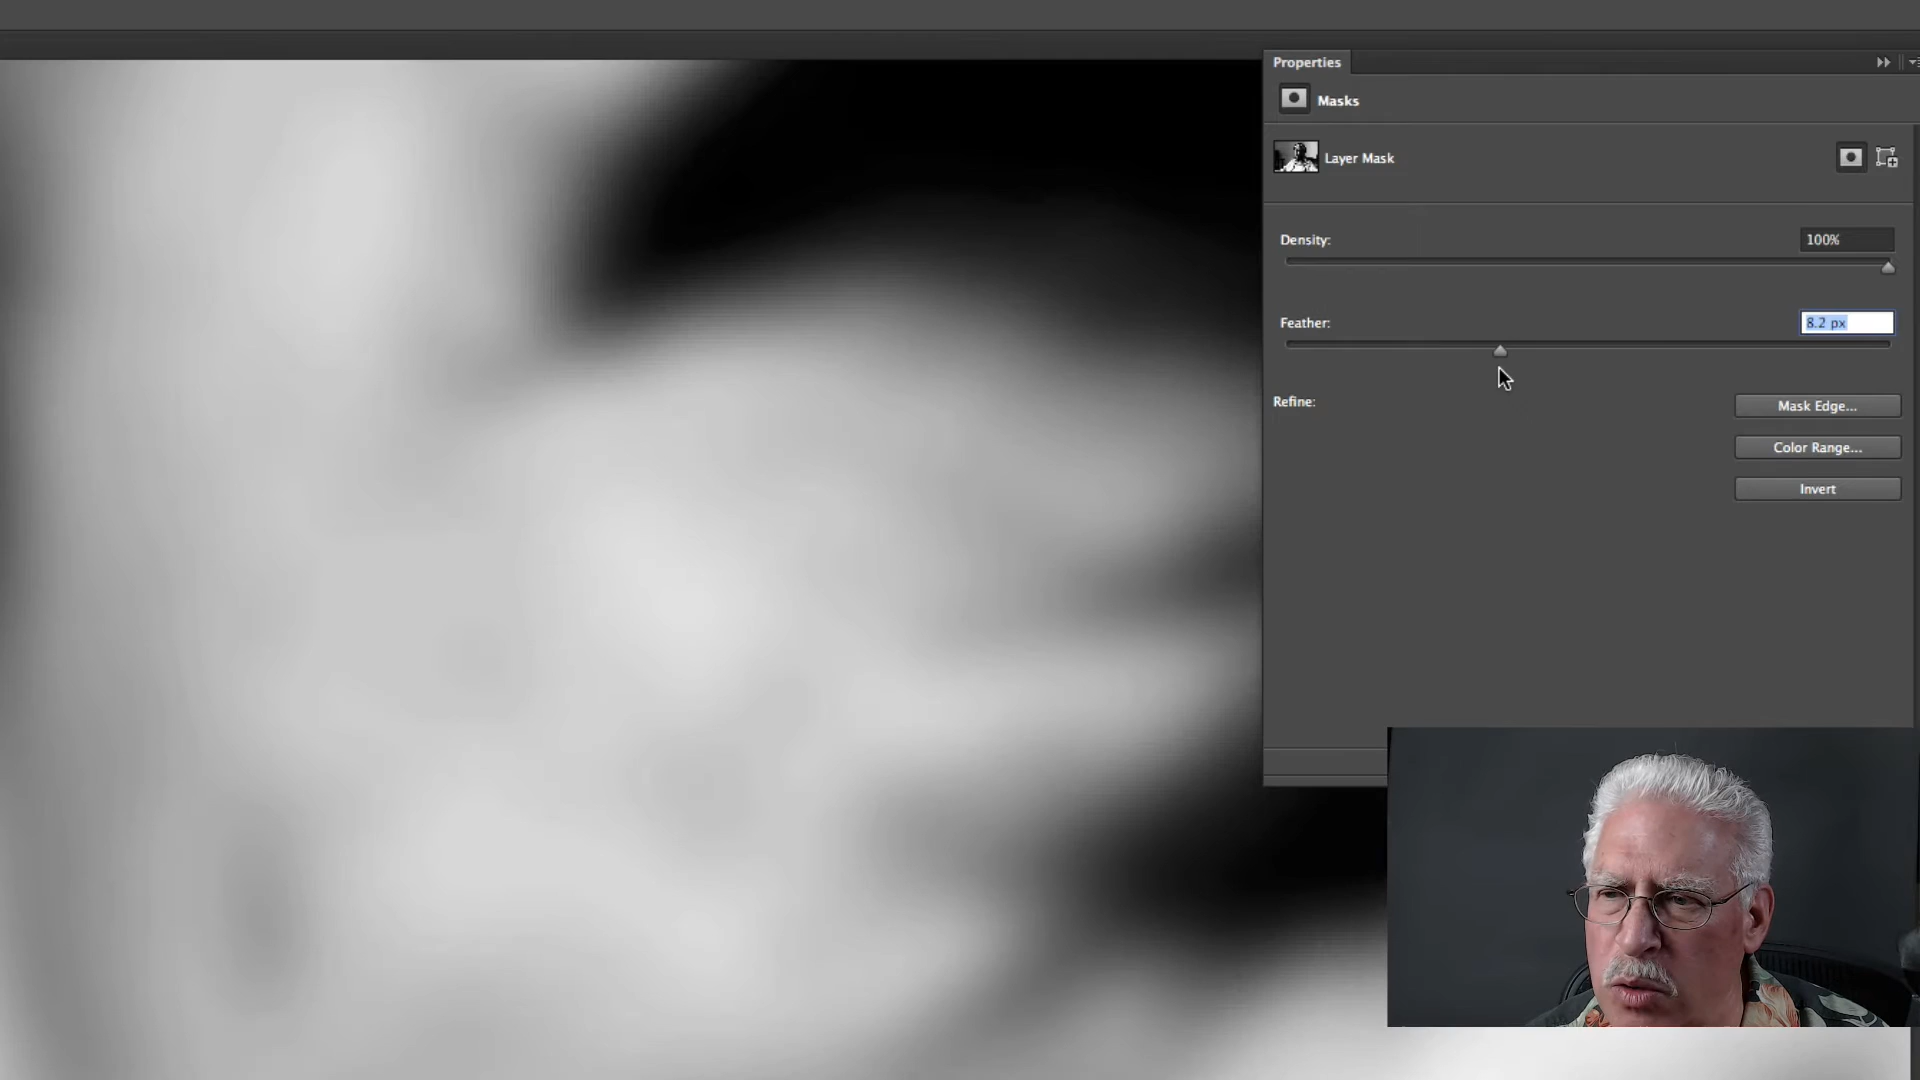 Properties
Masks
Layer Mask
Density:
100%
Feather:
8.2 px
Refine:
Mask Edge...
Color Range...
Invert